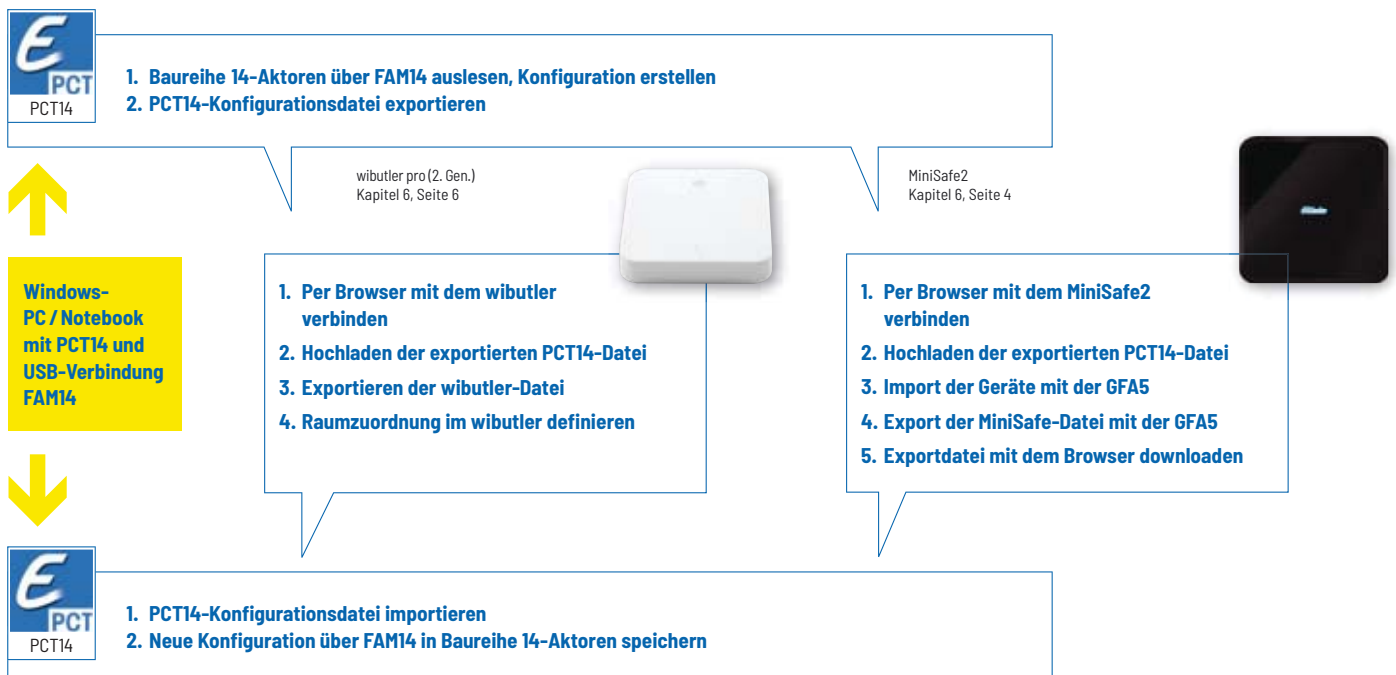 E
PCT
PCT14
1. Baureihe 14-Aktoren über FAM14 auslesen, Konfiguration erstellen
2. PCT14-Konfigurationsdatei exportieren
wibutler pro (2. Gen.)
Kapitel 6, Seite 6
MiniSafe2
Kapitel 6, Seite 4
Windows-
PC / Notebook
mit PCT14 und
USB-Verbindung
FAM14
1. Per Browser mit dem wibutler
verbinden
2. Hochladen der exportierten PCT14-Datei
3. Exportieren der wibutler-Datei
4. Raumzuordnung im wibutler definieren
1. Per Browser mit dem MiniSafe2
verbinden
2. Hochladen der exportierten PCT14-Datei
3. Import der Geräte mit der GFA5
4. Export der MiniSafe-Datei mit der GFA5
5. Exportdatei mit dem Browser downloaden
E
PCT
PCT14
1. PCT14-Konfigurationsdatei importieren
2. Neue Konfiguration über FAM14 in Baureihe 14-Aktoren speichern